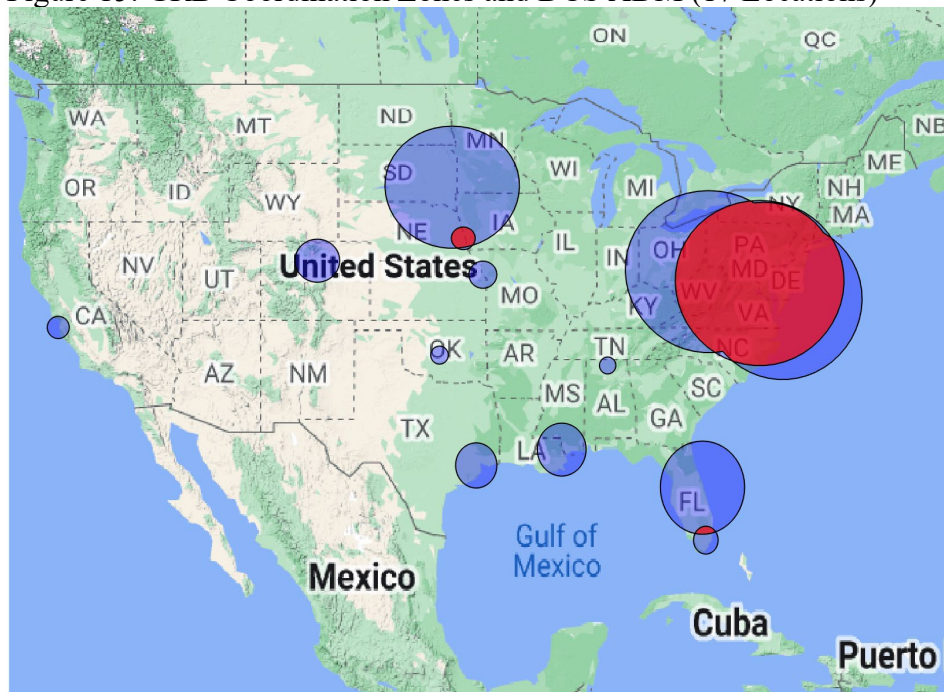 ON
QC
WA
MT
ND
MN
NB
ME
OR
ID
SD
WI
MI
NH
NY
MA
WY
NE
IA
IL
IN
OH
PA
NV
UT
United States
MD
DE
CA
MO
KY
WV
VA
OK
AR
TN
NC
AZ
NM
MS
AL
SC
GA
TX
LA
FL
Gulf of
Mexico
Mexico
Cuba
Puerto